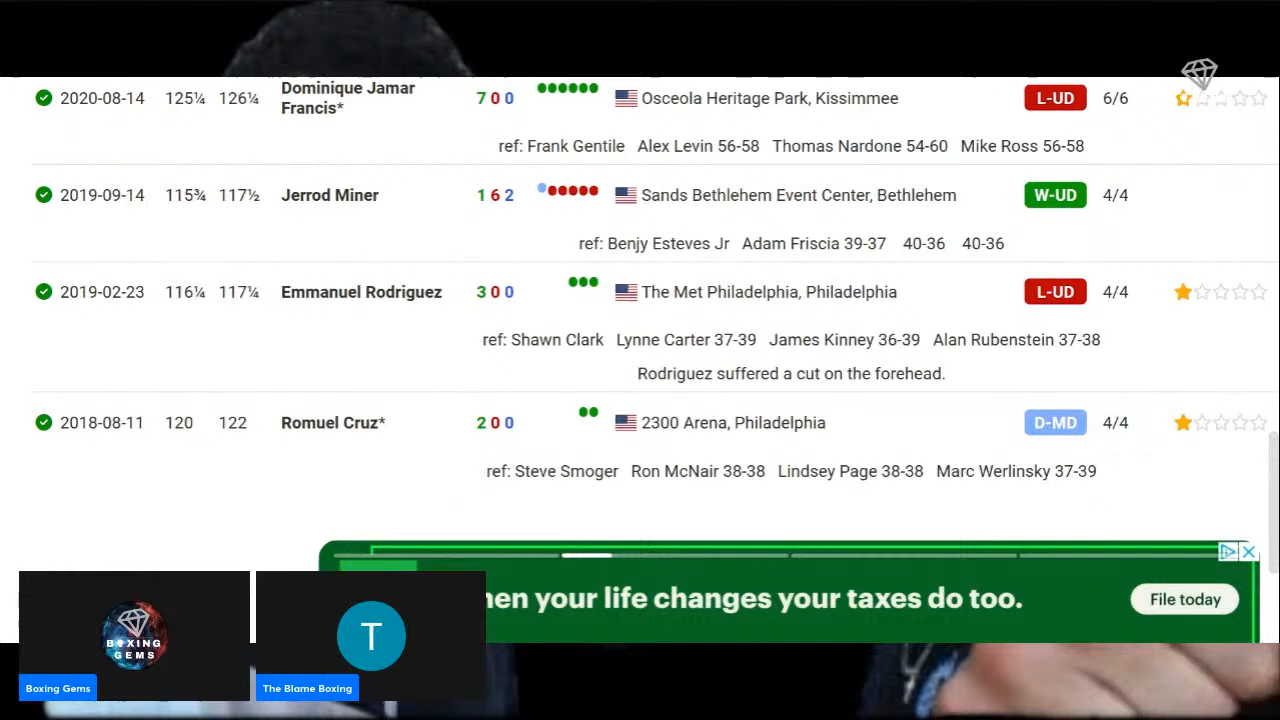 2020-08-14 125¼ 126¼ Dominique Jamar Francis* 7 0 0 Osceola Heritage Park, Kissimmee L-UD 6/6
ref: Frank Gentile Alex Levin 56-58 Thomas Nardone 54-60 Mike Ross 56-58
2019-09-14 115¾ 117½ Jerrod Miner 1 6 2 Sands Bethlehem Event Center, Bethlehem W-UD 4/4
ref: Benjy Esteves Jr Adam Friscia 39-37 40-36 40-36
2019-02-23 116¼ 117¼ Emmanuel Rodriguez 3 0 0 The Met Philadelphia, Philadelphia L-UD 4/4
ref: Shawn Clark Lynne Carter 37-39 James Kinney 36-39 Alan Rubenstein 37-38
Rodriguez suffered a cut on the forehead.
2018-08-11 120 122 Romuel Cruz* 2 0 0 2300 Arena, Philadelphia D-MD 4/4
ref: Steve Smoger Ron McNair 38-38 Lindsey Page 38-38 Marc Werlinsky 37-39
hen your life changes your taxes do too.
File today
BOXING
GEMS
T
Boxing Gems
The Blame Boxing